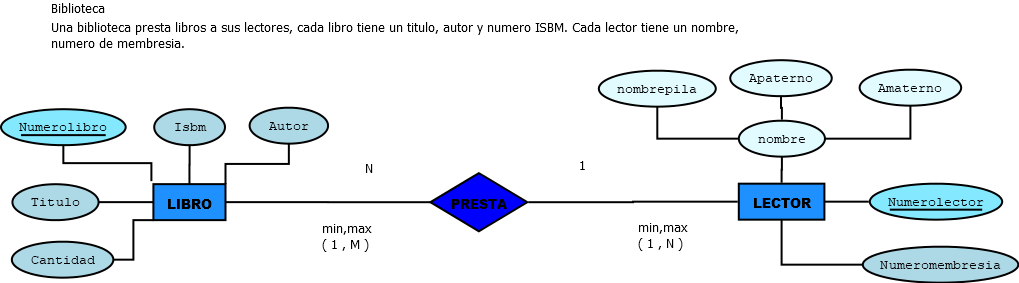 Biblioteca
Una biblioteca presta libros a sus lectores, cada libro tiene un titulo, autor y numero ISBM. Cada lector tiene un nombre,
numero de membresia.
Apaterno
nombrepila
Amaterno
Numerolibro
Isbm
Autor
nombre
N
1
Titulo
LIBRO
PRESTA
LECTOR
Numerolector
min,max
( 1 , M )
min,max
( 1 , N )
Cantidad
Numeromembresia